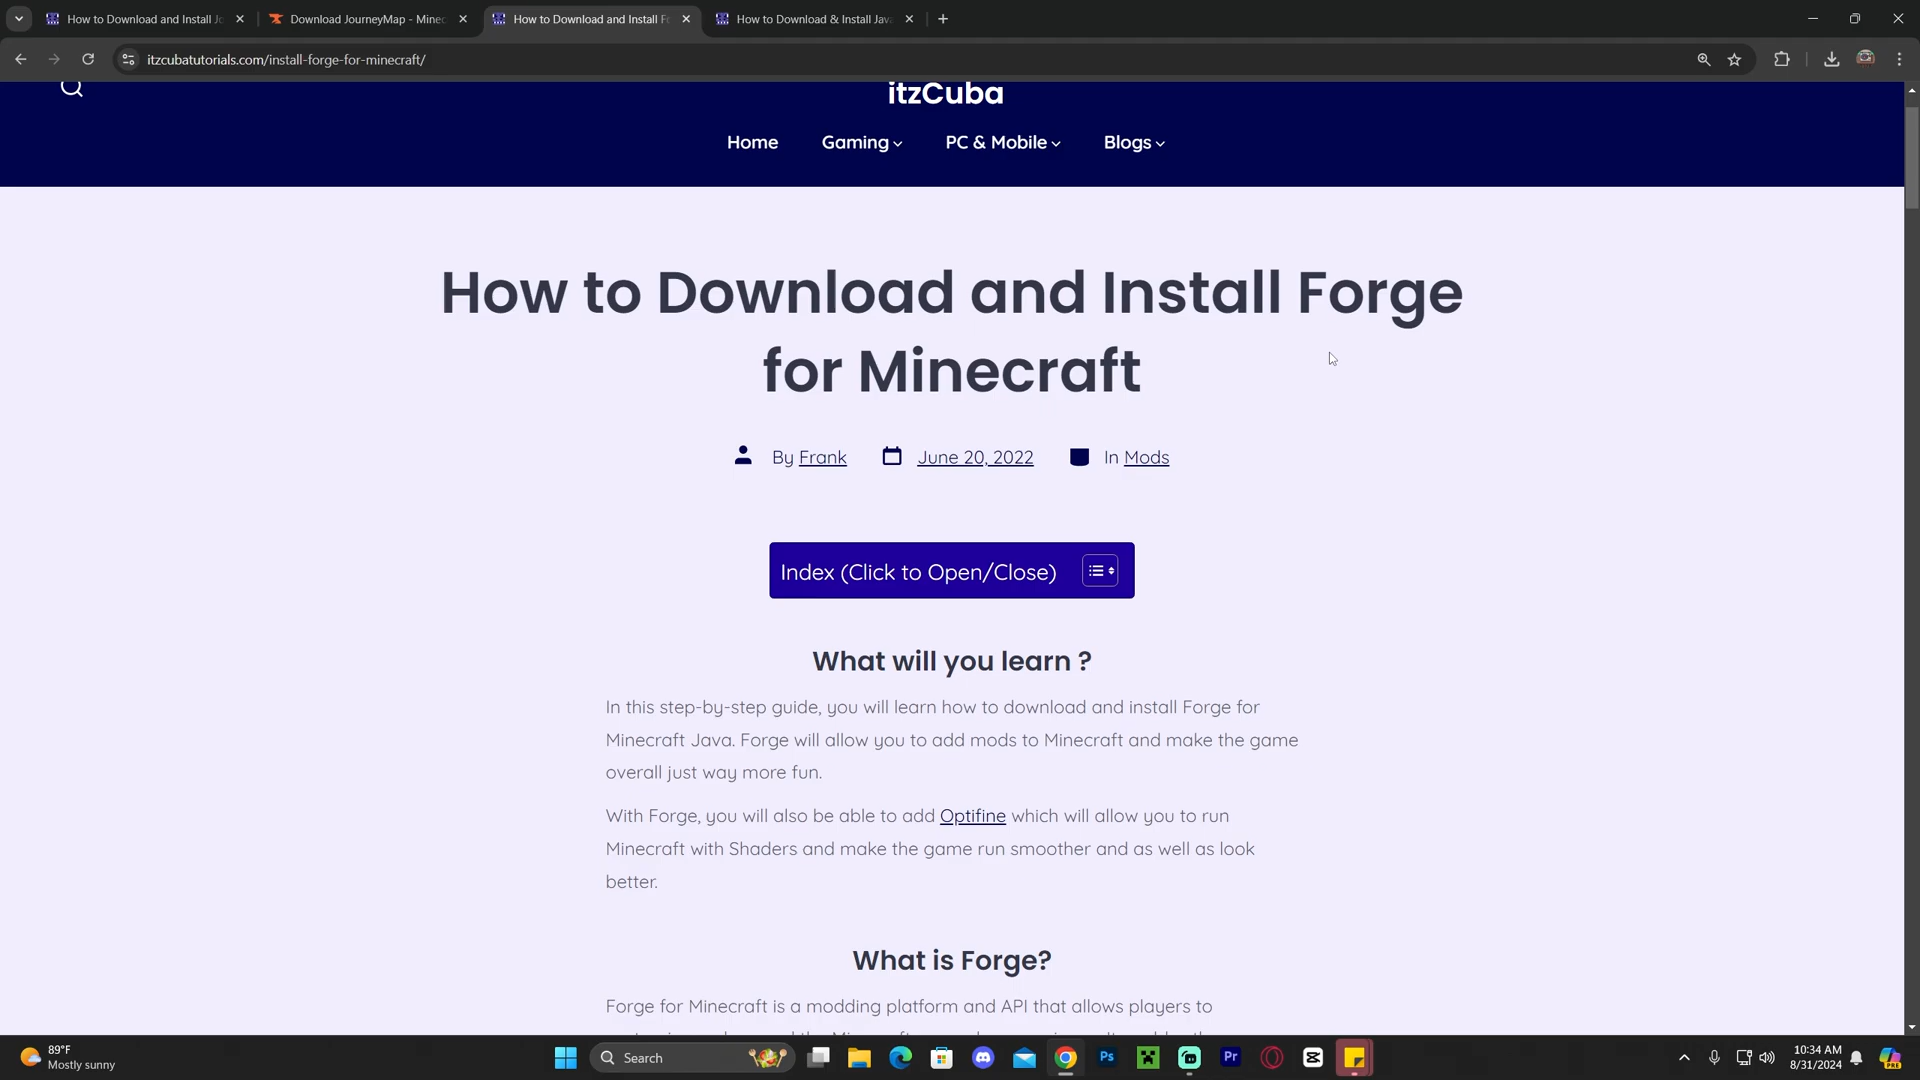 How to Download and Install Jo
Download JourneyMap - Minec
How to Download and Install Fo
How to Download & Install Java
itzcubatutorials.com/install-forge-for-minecraft/
itzCuba
Home
Gaming
PC & Mobile
Blogs
How to Download and Install Forge
for Minecraft
By Frank
June 20, 2022
In Mods
Index (Click to Open/Close)
What will you learn ?
In this step-by-step guide, you will learn how to download and install Forge for
Minecraft Java. Forge will allow you to add mods to Minecraft and make the game
overall just way more fun.
With Forge, you will also be able to add Optifine which will allow you to run
Minecraft with Shaders and make the game run smoother and as well as look
better.
What is Forge?
Forge for Minecraft is a modding platform and API that allows players to
89°F
Mostly sunny
Search
Ps
Pr
10:34 AM
8/31/2024
PRE